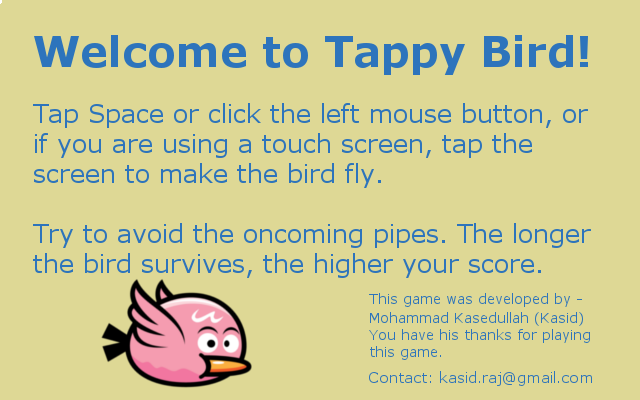 Welcome to Tappy Bird!
Tap Space or click the left mouse button, or
if you are using a touch screen, tap the
screen to make the bird fly.
Try to avoid the oncoming pipes. The longer
the bird survives, the higher your score.
This game was developed by -
Mohammad Kasedullah (Kasid)
You have his thanks for playing
this game.
Contact: kasid.raj@gmail.com